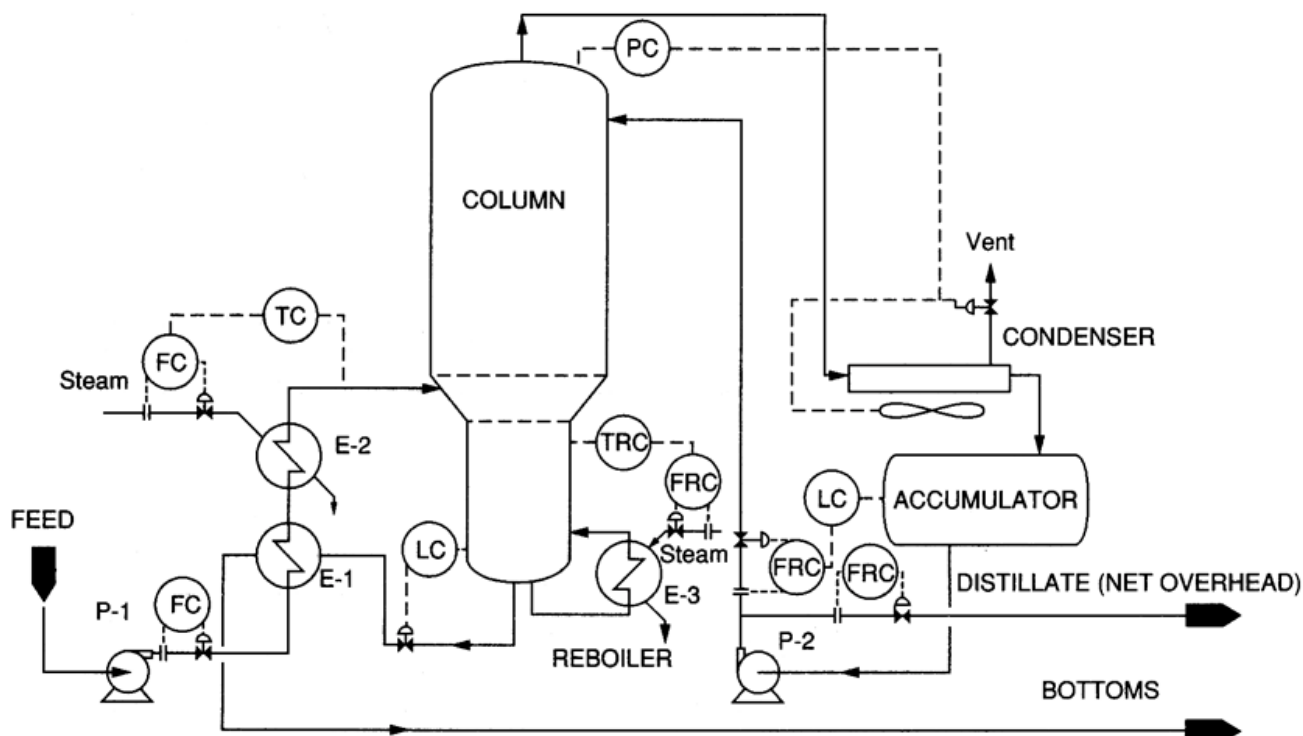 PC
COLUMN
Vent
TC
FC
CONDENSER
Steam
E-2
TRC
FRC
LC
ACCUMULATOR
FEED
E-1
LC
Steam
FRC
FRC
E-3
DISTILLATE (NET OVERHEAD)
P-1
FC
REBOILER
P-2
BOTTOMS